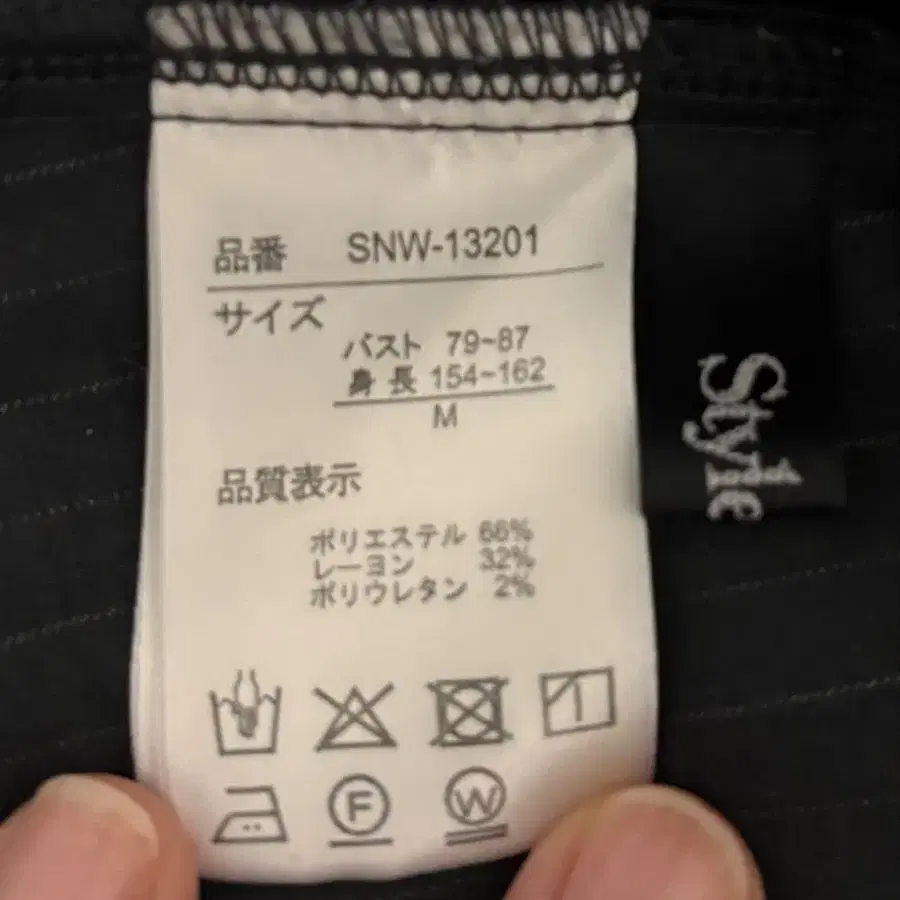 品番 SNW-13201
サイズ
バスト 79~87
身長 154~162
M
品質表示
ポリエステル 66%
レーヨン 32%
ポリウレタン 2%
F W
Style